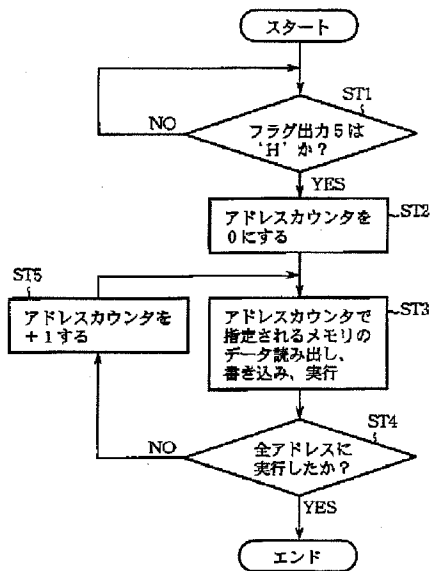 スタート
ST1
フラグ出力5は
‘H’か?
NO
YES
アドレスカウンタを
0にする
ST2
ST5
アドレスカウンタを
+1する
アドレスカウンタで
指定されるメモリの
データ読み出し、
書き込み、実行
ST3
ST4
全アドレスに
実行したか?
NO
YES
エンド